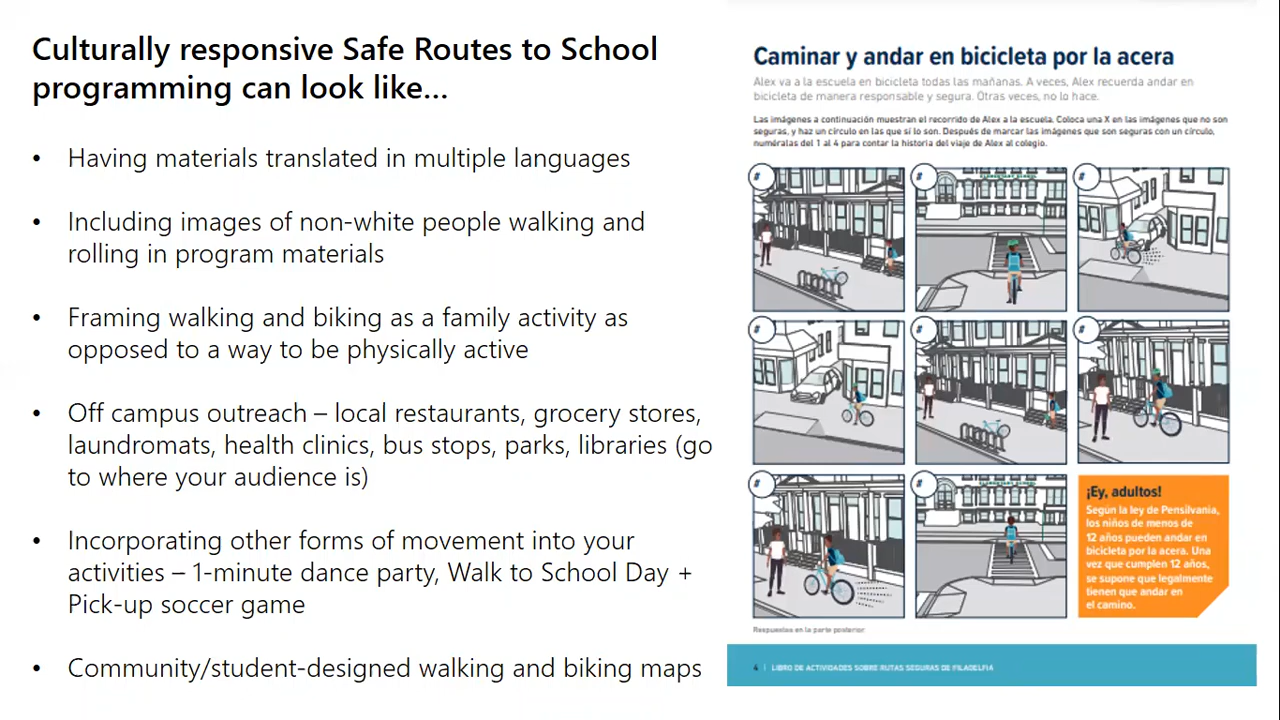 Culturally responsive Safe Routes to School
programming can look like...
• Having materials translated in multiple languages
• Including images of non-white people walking and
rolling in program materials
• Framing walking and biking as a family activity as
opposed to a way to be physically active
• Off campus outreach – local restaurants, grocery stores,
laundromats, health clinics, bus stops, parks, libraries (go
to where your audience is)
• Incorporating other forms of movement into your
activities – 1-minute dance party, Walk to School Day +
Pick-up soccer game
• Community/student-designed walking and biking maps
Caminar y andar en bicicleta por la acera
Alex va a la escuela en bicicleta todas las mañanas. A veces, Alex recuerda andar en
bicicleta de manera responsable y segura. Otras veces, no lo hace.
Las imágenes a continuación muestran el recorrido de Alex a la escuela. Coloca una X en las imágenes que no son
seguras, y haz un círculo en las que sí lo son. Después de marcar las imágenes que son seguras con un círculo,
numéralas del 1 al 4 para contar la historia del viaje de Alex al colegio.
# # #
ELEMENTARY SCHOOL
# # #
# #
ELEMENTARY SCHOOL
¡Ey, adultos!
Según la ley de Pensilvania,
los niños de menos de
12 años pueden andar en
bicicleta por la acera. Una
vez que cumplen 12 años,
se supone que legalmente
tienen que andar en
el camino.
Respuestas en la parte posterior
4 | LIBRO DE ACTIVIDADES SOBRE RUTAS SEGURAS DE FILADELFIA